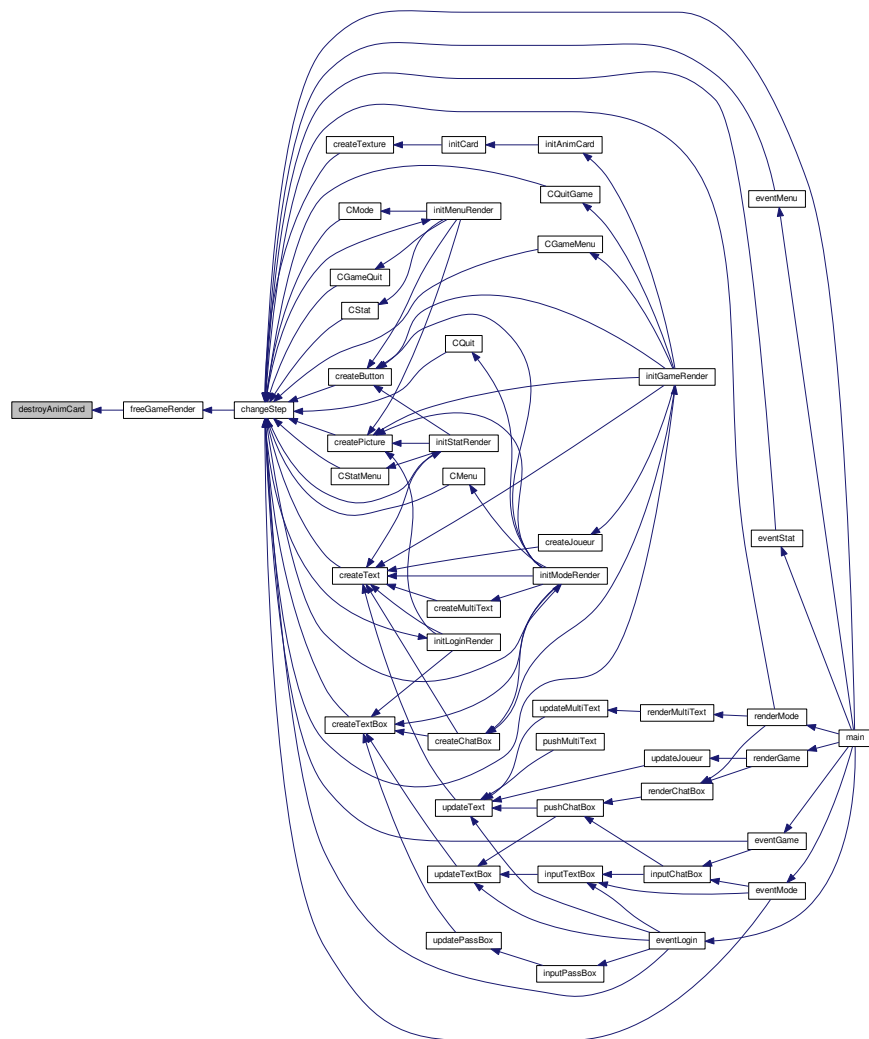 createTexture
initCard
initAnimCard
CQuitGame
eventMenu
CMode
initMenuRender
CGameMenu
CGameQuit
CStat
CQuit
createButton
initGameRender
destroyAnimCard
freeGameRender
changeStep
createPicture
initStatRender
CStatMenu
CMenu
eventStat
createJoueur
createText
initModeRender
createMultiText
initLoginRender
updateMultiText
renderMultiText
renderMode
createTextBox
createChatBox
main
pushMultiText
updateJoueur
renderGame
renderChatBox
updateText
pushChatBox
eventGame
updateTextBox
inputTextBox
inputChatBox
eventMode
updatePassBox
eventLogin
inputPassBox